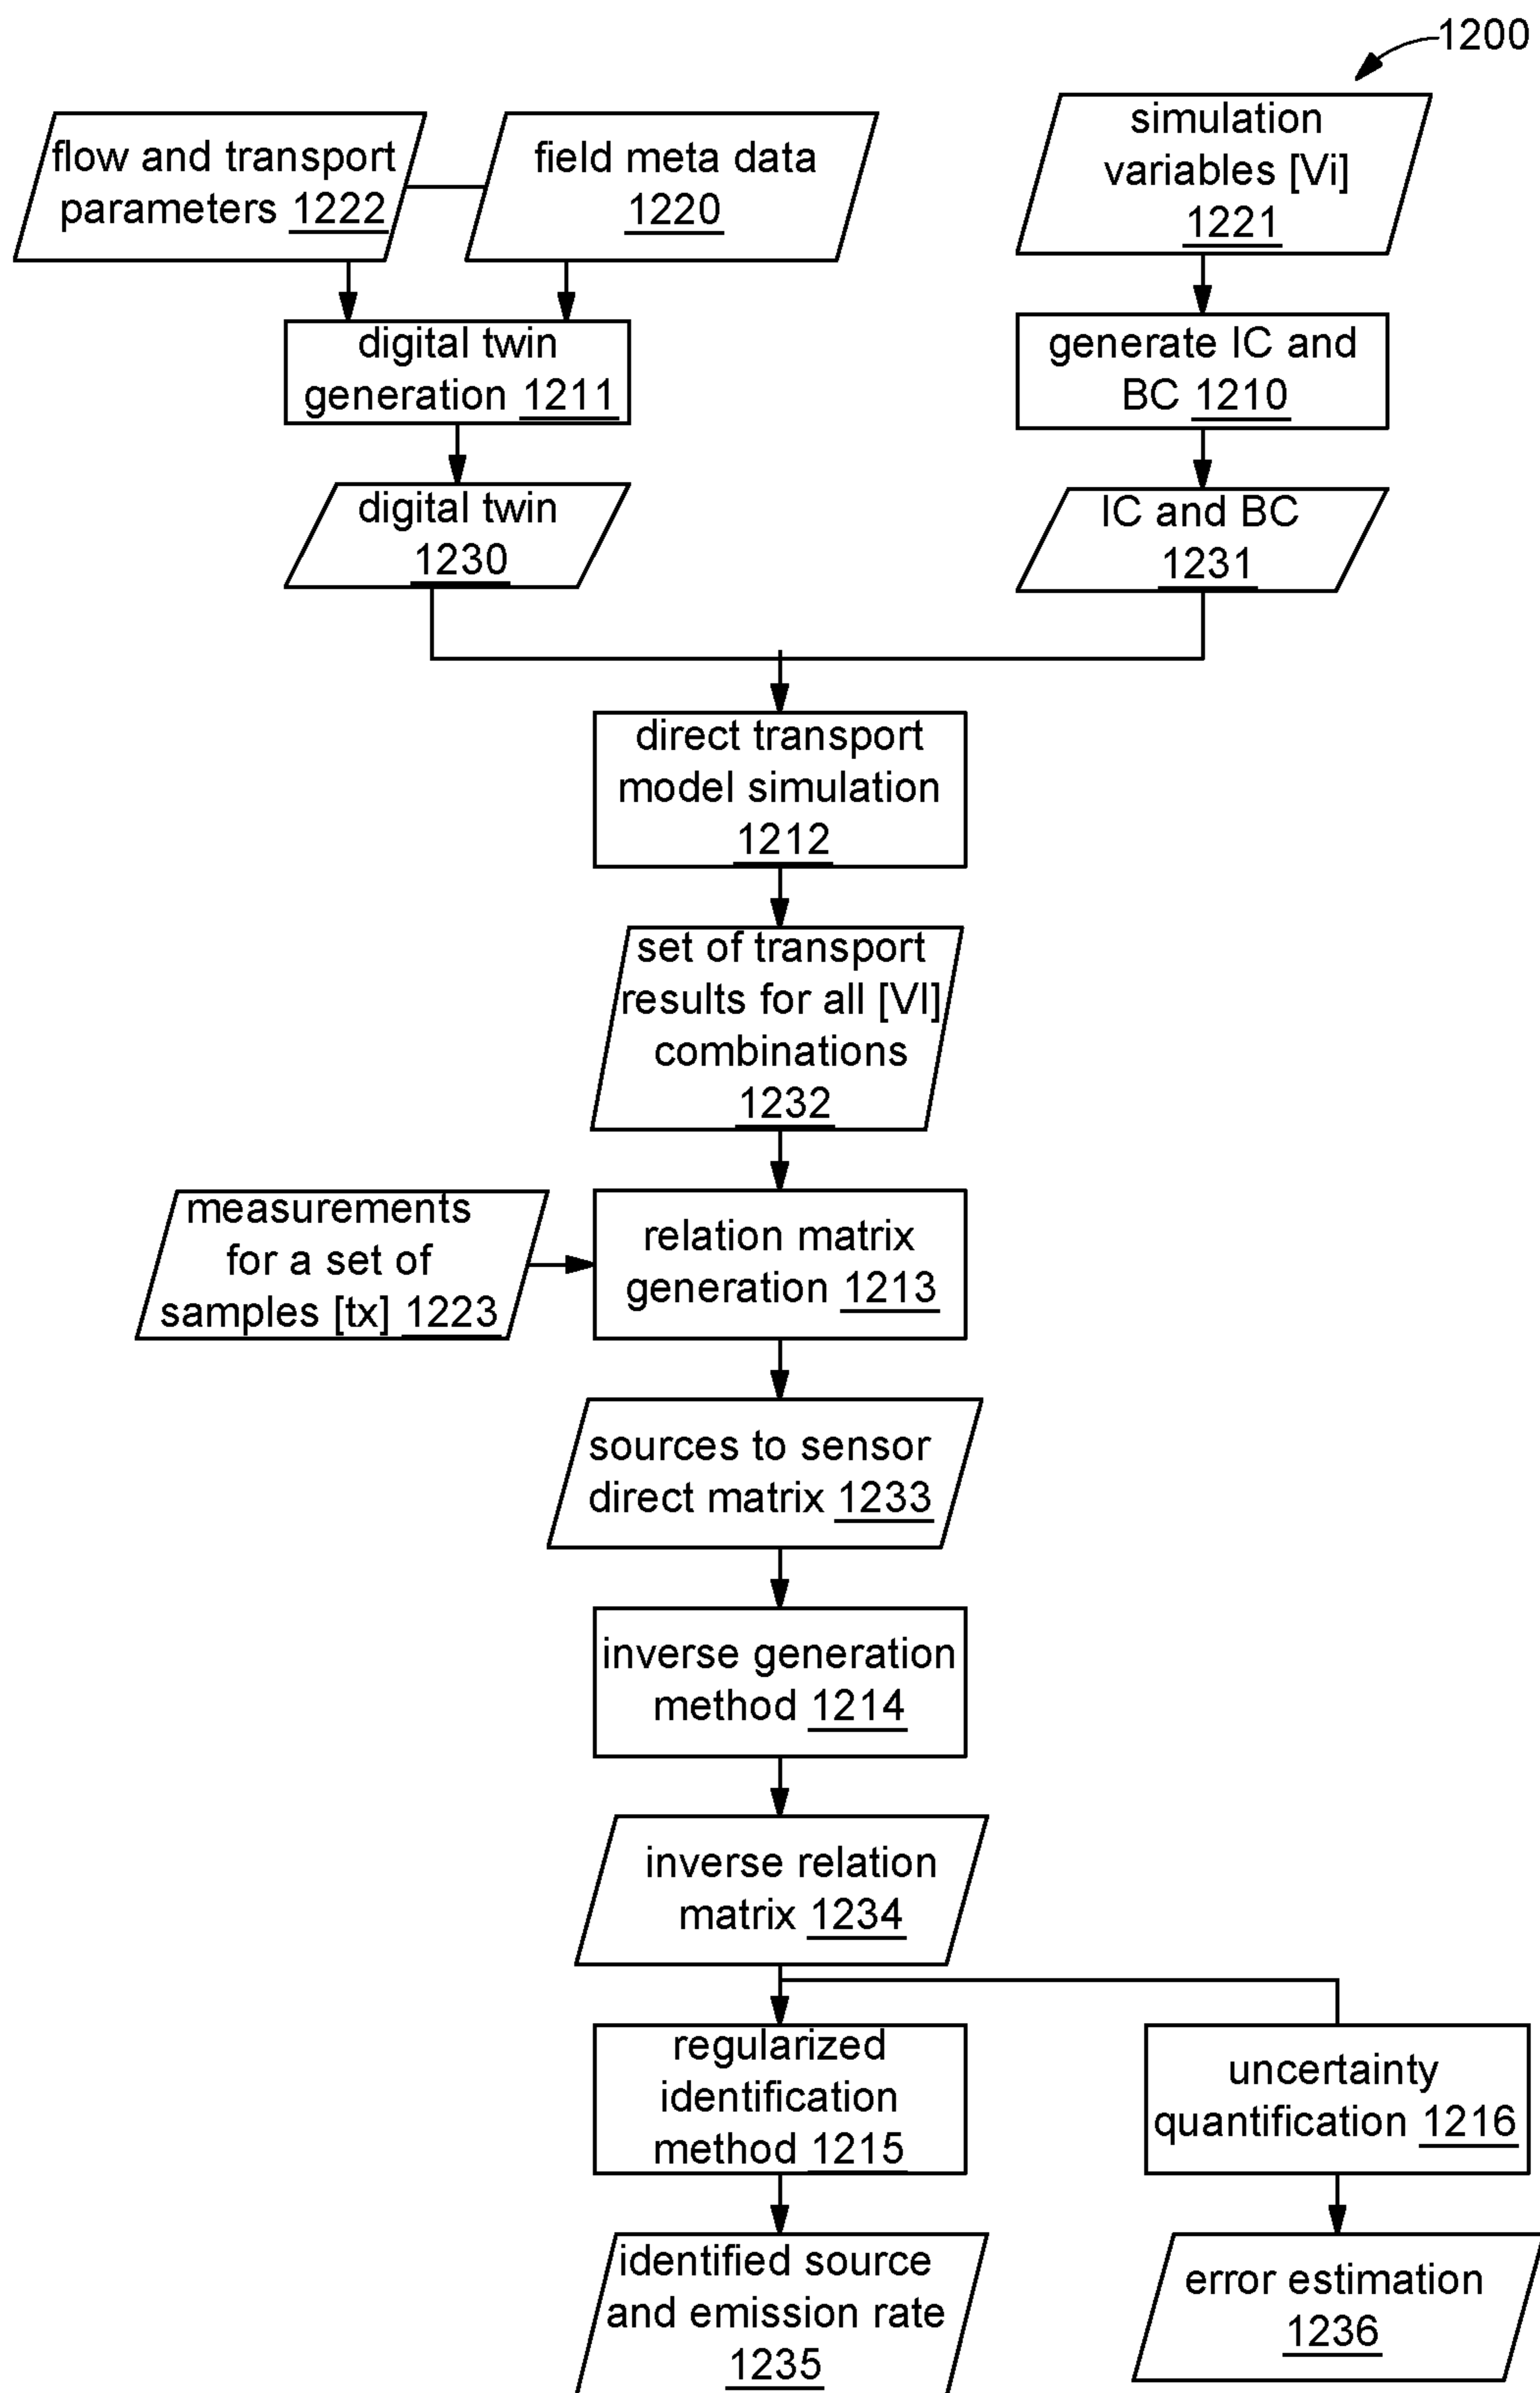 1200
flow and transport
parameters 1222
field meta data
1220
simulation
variables [Vi]
1221
digital twin
generation 1211
generate IC and
BC 1210
digital twin
1230
IC and BC
1231
direct transport
model simulation
1212
set of transport
results for all [Vl]
combinations
1232
measurements
for a set of
samples [tx] 1223
relation matrix
generation 1213
sources to sensor
direct matrix 1233
inverse generation
method 1214
inverse relation
matrix 1234
regularized
identification
method 1215
uncertainty
quantification 1216
identified source
and emission rate
1235
error estimation
1236